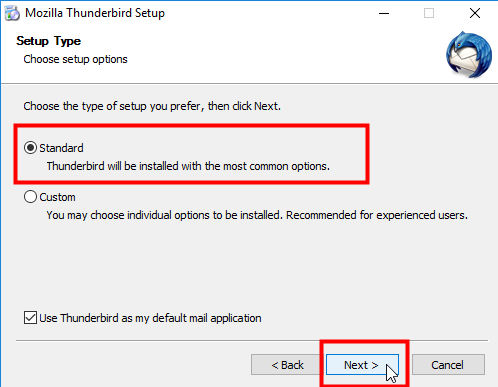 Mozilla Thunderbird Setup
Setup Type
Choose setup options
Choose the type of setup you prefer, then click Next.
Standard
Thunderbird will be installed with the most common options.
Custom
You may choose individual options to be installed. Recommended for experienced users.
Use Thunderbird as my default mail application
< Back Next > Cancel